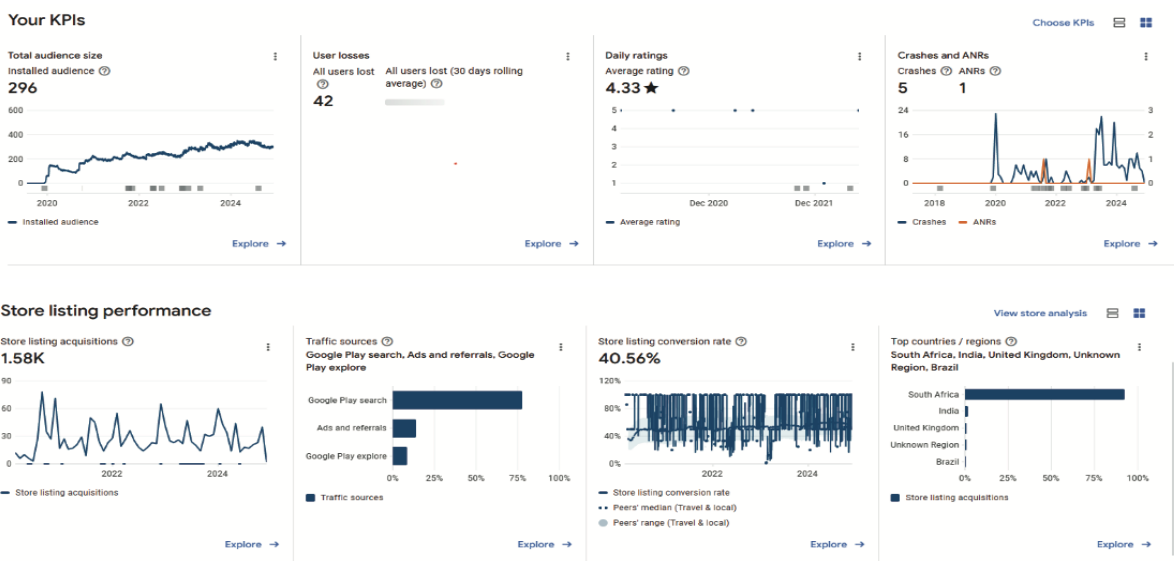 Your KPIs
Choose KPIs
Total audience size
Installed audience
296
600
400
200
0
2020 2022 2024
Installed audience
Explore →
User losses
All users lost
42
All users lost (30 days rolling
average)
Explore →
Daily ratings
Average rating
4.33 ★
5
4
3
2
1
Dec 2020 Dec 2021
Average rating
Explore →
Crashes and ANRs
Crashes ANRs
5 1
24 3
16 2
8 1
0 0
2018 2020 2022 2024
Crashes ANRs
Explore →
Store listing performance
View store analysis
Store listing acquisitions
1.58K
90
60
30
0
2022 2024
Store listing acquisitions
Explore →
Traffic sources
Google Play search, Ads and referrals, Google
Play explore
Google Play search
Ads and referrals
Google Play explore
0% 25% 50% 75% 100%
Traffic sources
Explore →
Store listing conversion rate
40.56%
120%
80%
40%
0%
2022 2024
Store listing conversion rate
Peers' median (Travel & local)
Peers' range (Travel & local)
Explore →
Top countries / regions
South Africa, India, United Kingdom, Unknown
Region, Brazil
South Africa
India
United Kingdom
Unknown Region
Brazil
0% 25% 50% 75% 100%
Store listing acquisitions
Explore →